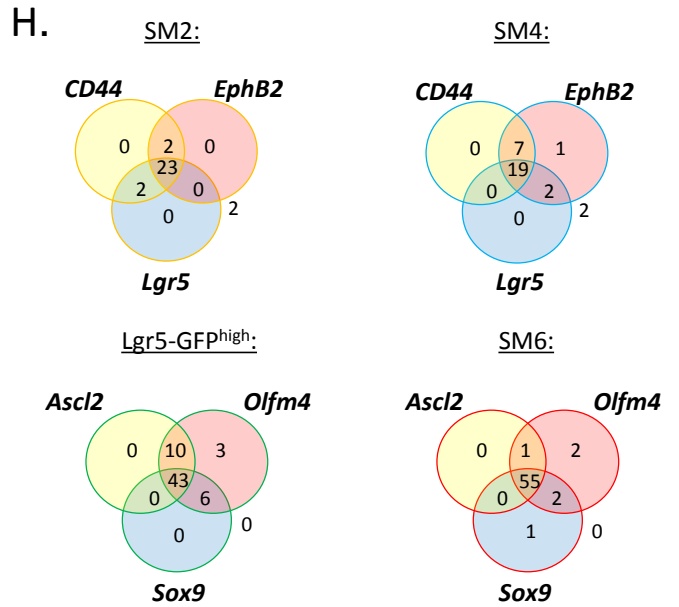 H.
SM2:
CD44 EphB2
0 2 0
23
2 0
0 2
Lgr5
SM4:
CD44 EphB2
0 7 1
19
0 2
0 2
Lgr5
Lgr5-GFPhigh:
Ascl2 Olfm4
0 10 3
43
0 6
0 0
Sox9
SM6:
Ascl2 Olfm4
0 1 2
55
0 2
1 0
Sox9